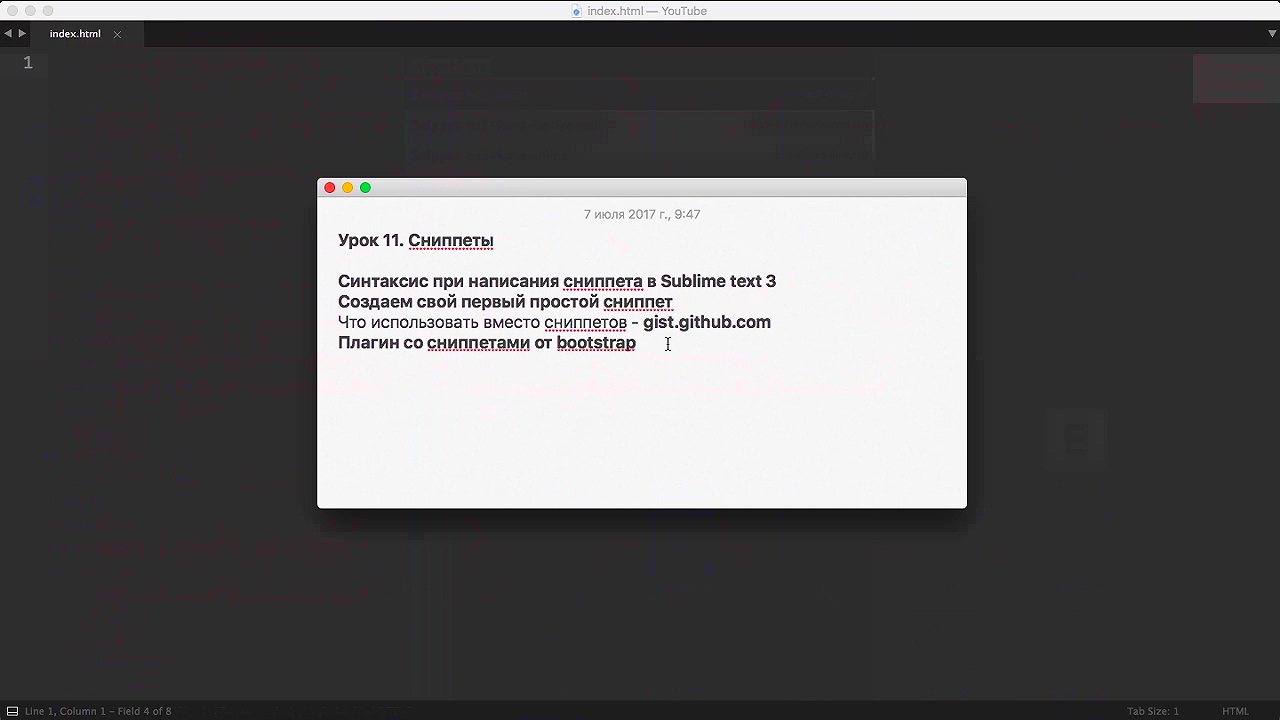 index.html — YouTube
index.html
1
7 июля 2017 г., 9:47
Урок 11. Сниппеты
Синтаксис при написания сниппета в Sublime text 3
Создаем свой первый простой сниппет
Что использовать вместо сниппетов - gist.github.com
Плагин со сниппетами от bootstrap
Line 1, Column 1 – Field 4 of 8
Tab Size: 1
HTML